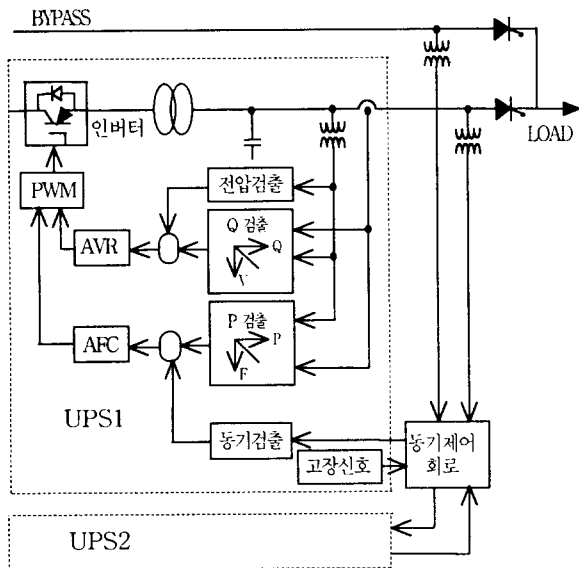 BYPASS
인버터
LOAD
PWM
전압검출
AVR
Q 검출
Q
V
AFC
P 검출
P
F
UPS1
동기검출
동기제어
회로
고장신호
UPS2